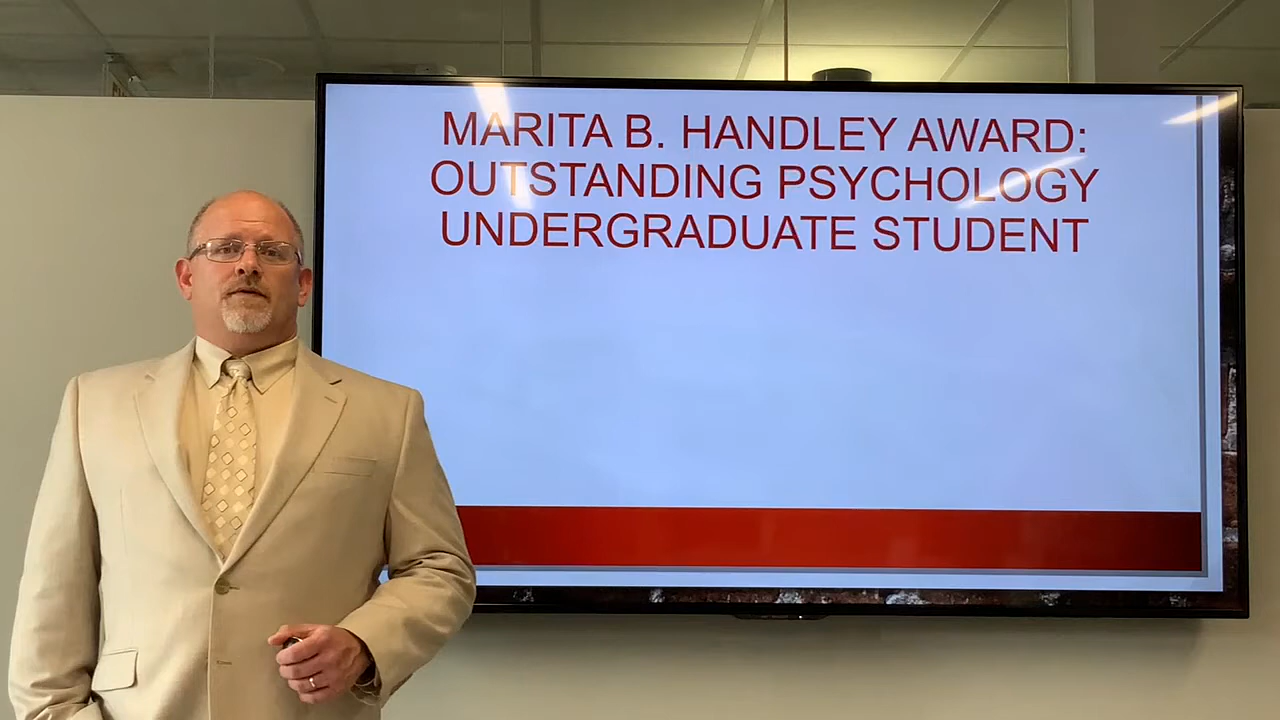 MARITA B. HANDLEY AWARD:
OUTSTANDING PSYCHOLOGY
UNDERGRADUATE STUDENT